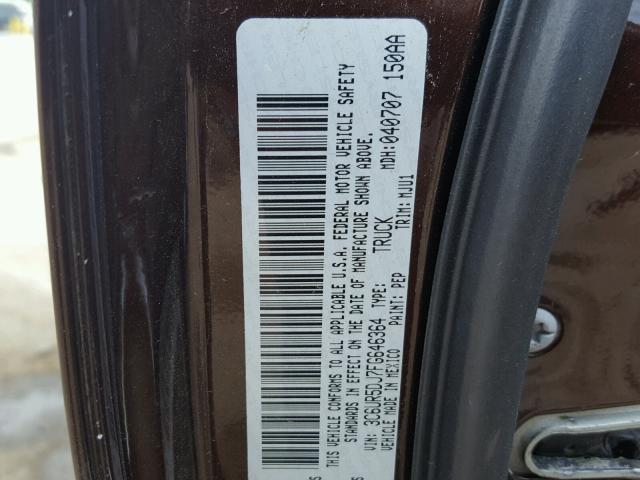 THIS VEHICLE CONFORMS TO ALL APPLICABLE U.S.A. FEDERAL MOTOR VEHICLE SAFETY
STANDARDS IN EFFECT ON THE DATE OF MANUFACTURE SHOWN ABOVE.
VIN: 3C6UR5DJ7FG646364 TYPE: TRUCK MDH:040707 150AA
VEHICLE MADE IN MEXICO PAINT: PEP TRIM: MJU1